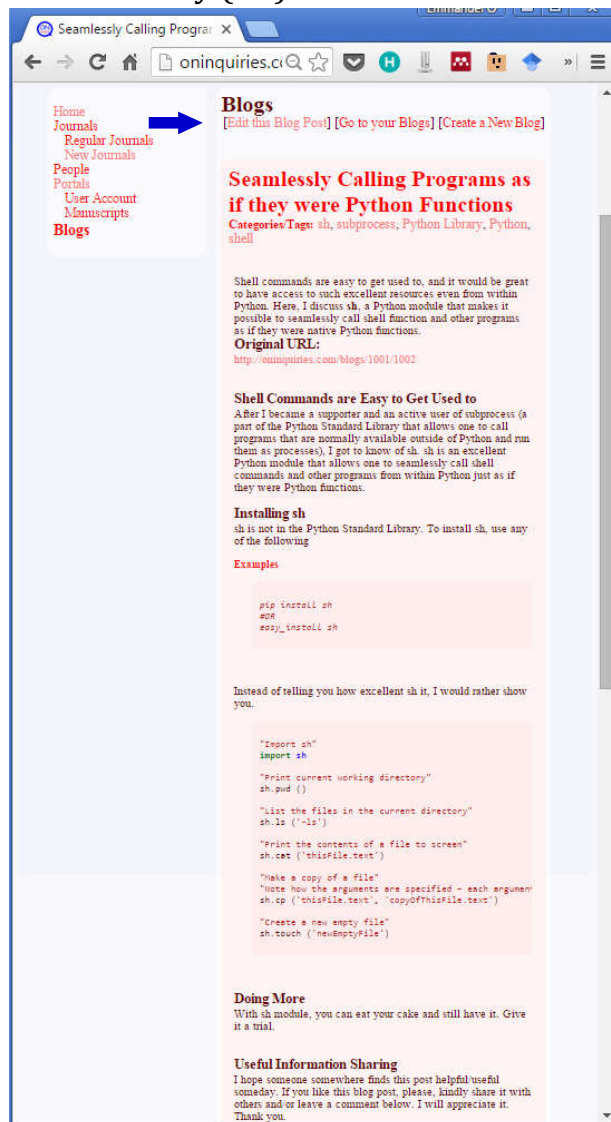 Seamlessly Calling Progra
Emmanuel O
oninquiries.c
Home
Journals
Regular Journals
New Journals
People
Portals
User Account
Manuscripts
Blogs
Blogs
[Edit this Blog Post] [Go to your Blogs] [Create a New Blog]
Seamlessly Calling Programs as
if they were Python Functions
Categories/Tags: sh, subprocess, Python Library, Python,
shell
Shell commands are easy to get used to, and it would be great
to have access to such excellent resources even from within
Python. Here, I discuss sh, a Python module that makes it
possible to seamlessly call shell function and other programs
as if they were native Python functions.
Original URL:
http://oninquiries.com/blogs/1001/1002
Shell Commands are Easy to Get Used to
After I became a supporter and an active user of subprocess (a
part of the Python Standard Library that allows one to call
programs that are normally available outside of Python and run
them as processes), I got to know of sh. sh is an excellent
Python module that allows one to seamlessly call shell
commands and other programs from within Python just as if
they were Python functions.
Installing sh
sh is not in the Python Standard Library. To install sh, use any
of the following
Examples
pip install sh
#OR
easy_install sh
Instead of telling you how excellent sh it, I would rather show
you.
"Import sh"
import sh
"Print current working directory"
sh.pwd ()
"List the files in the current directory"
sh.ls ('-ls')
"Print the contents of a file to screen"
sh.cat ('thisFile.text')
"Make a copy of a file"
"Note how the arguments are specified - each argumen
sh.cp ('thisFile.text', 'copyOfThisFile.text')
"Create a new empty file"
sh.touch ('newEmptyFile')
Doing More
With sh module, you can eat your cake and still have it. Give
it a trial.
Useful Information Sharing
I hope someone somewhere finds this post helpful/useful
someday. If you like this blog post, please, kindly share it with
others and/or leave a comment below. I will appreciate it.
Thank you.